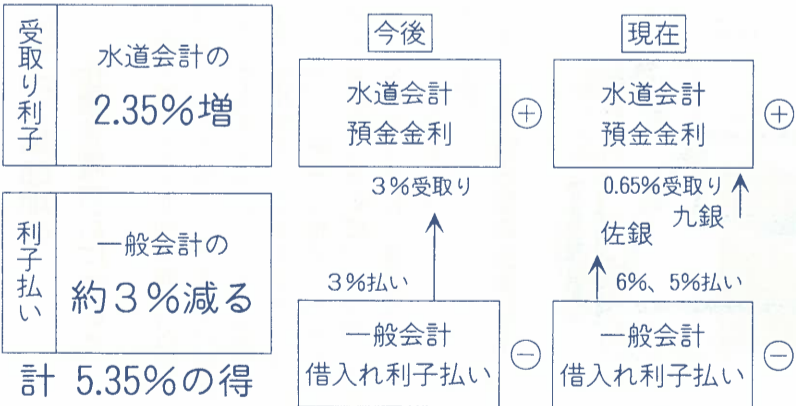 現在
水道会計
預金金利
⊕
0.65%受取り
九銀
佐銀
6%、5%払い
一般会計
借入れ利子払い
⊖
今後
水道会計
預金金利
⊕
3%受取り
3%払い
一般会計
借入れ利子払い
⊖
受取り利子
水道会計の
2.35%増
利子払い
一般会計の
約3%減る
計 5.35%の得